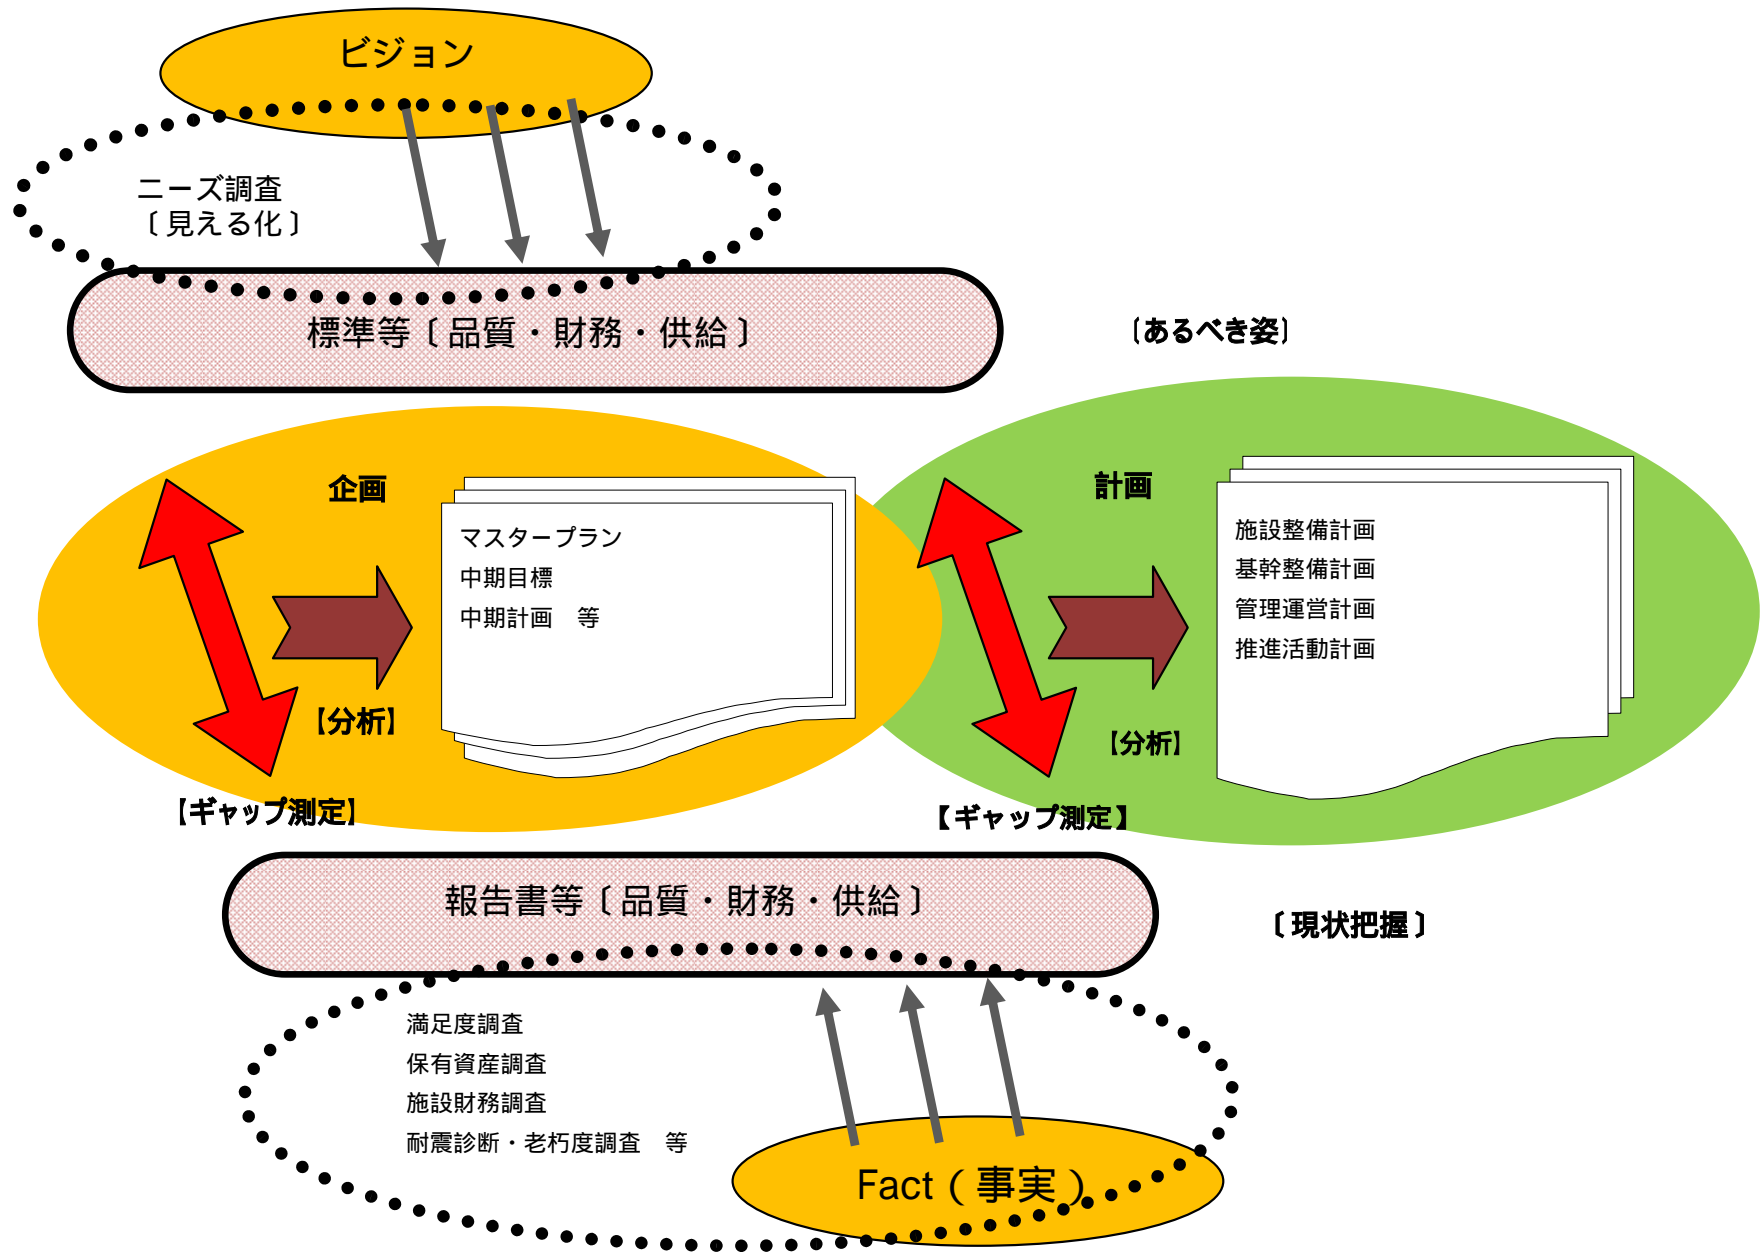 ビジョン
ニーズ調査
〔見える化〕
標準等〔品質・財務・供給〕
〔あるべき姿〕
企画
マスタープラン
中期目標
中期計画　等
【分析】
【ギャップ測定】
計画
施設整備計画
基幹整備計画
管理運営計画
推進活動計画
【分析】
【ギャップ測定】
報告書等〔品質・財務・供給〕
〔現状把握〕
満足度調査
保有資産調査
施設財務調査
耐震診断・老朽度調査　等
Fact（事実）